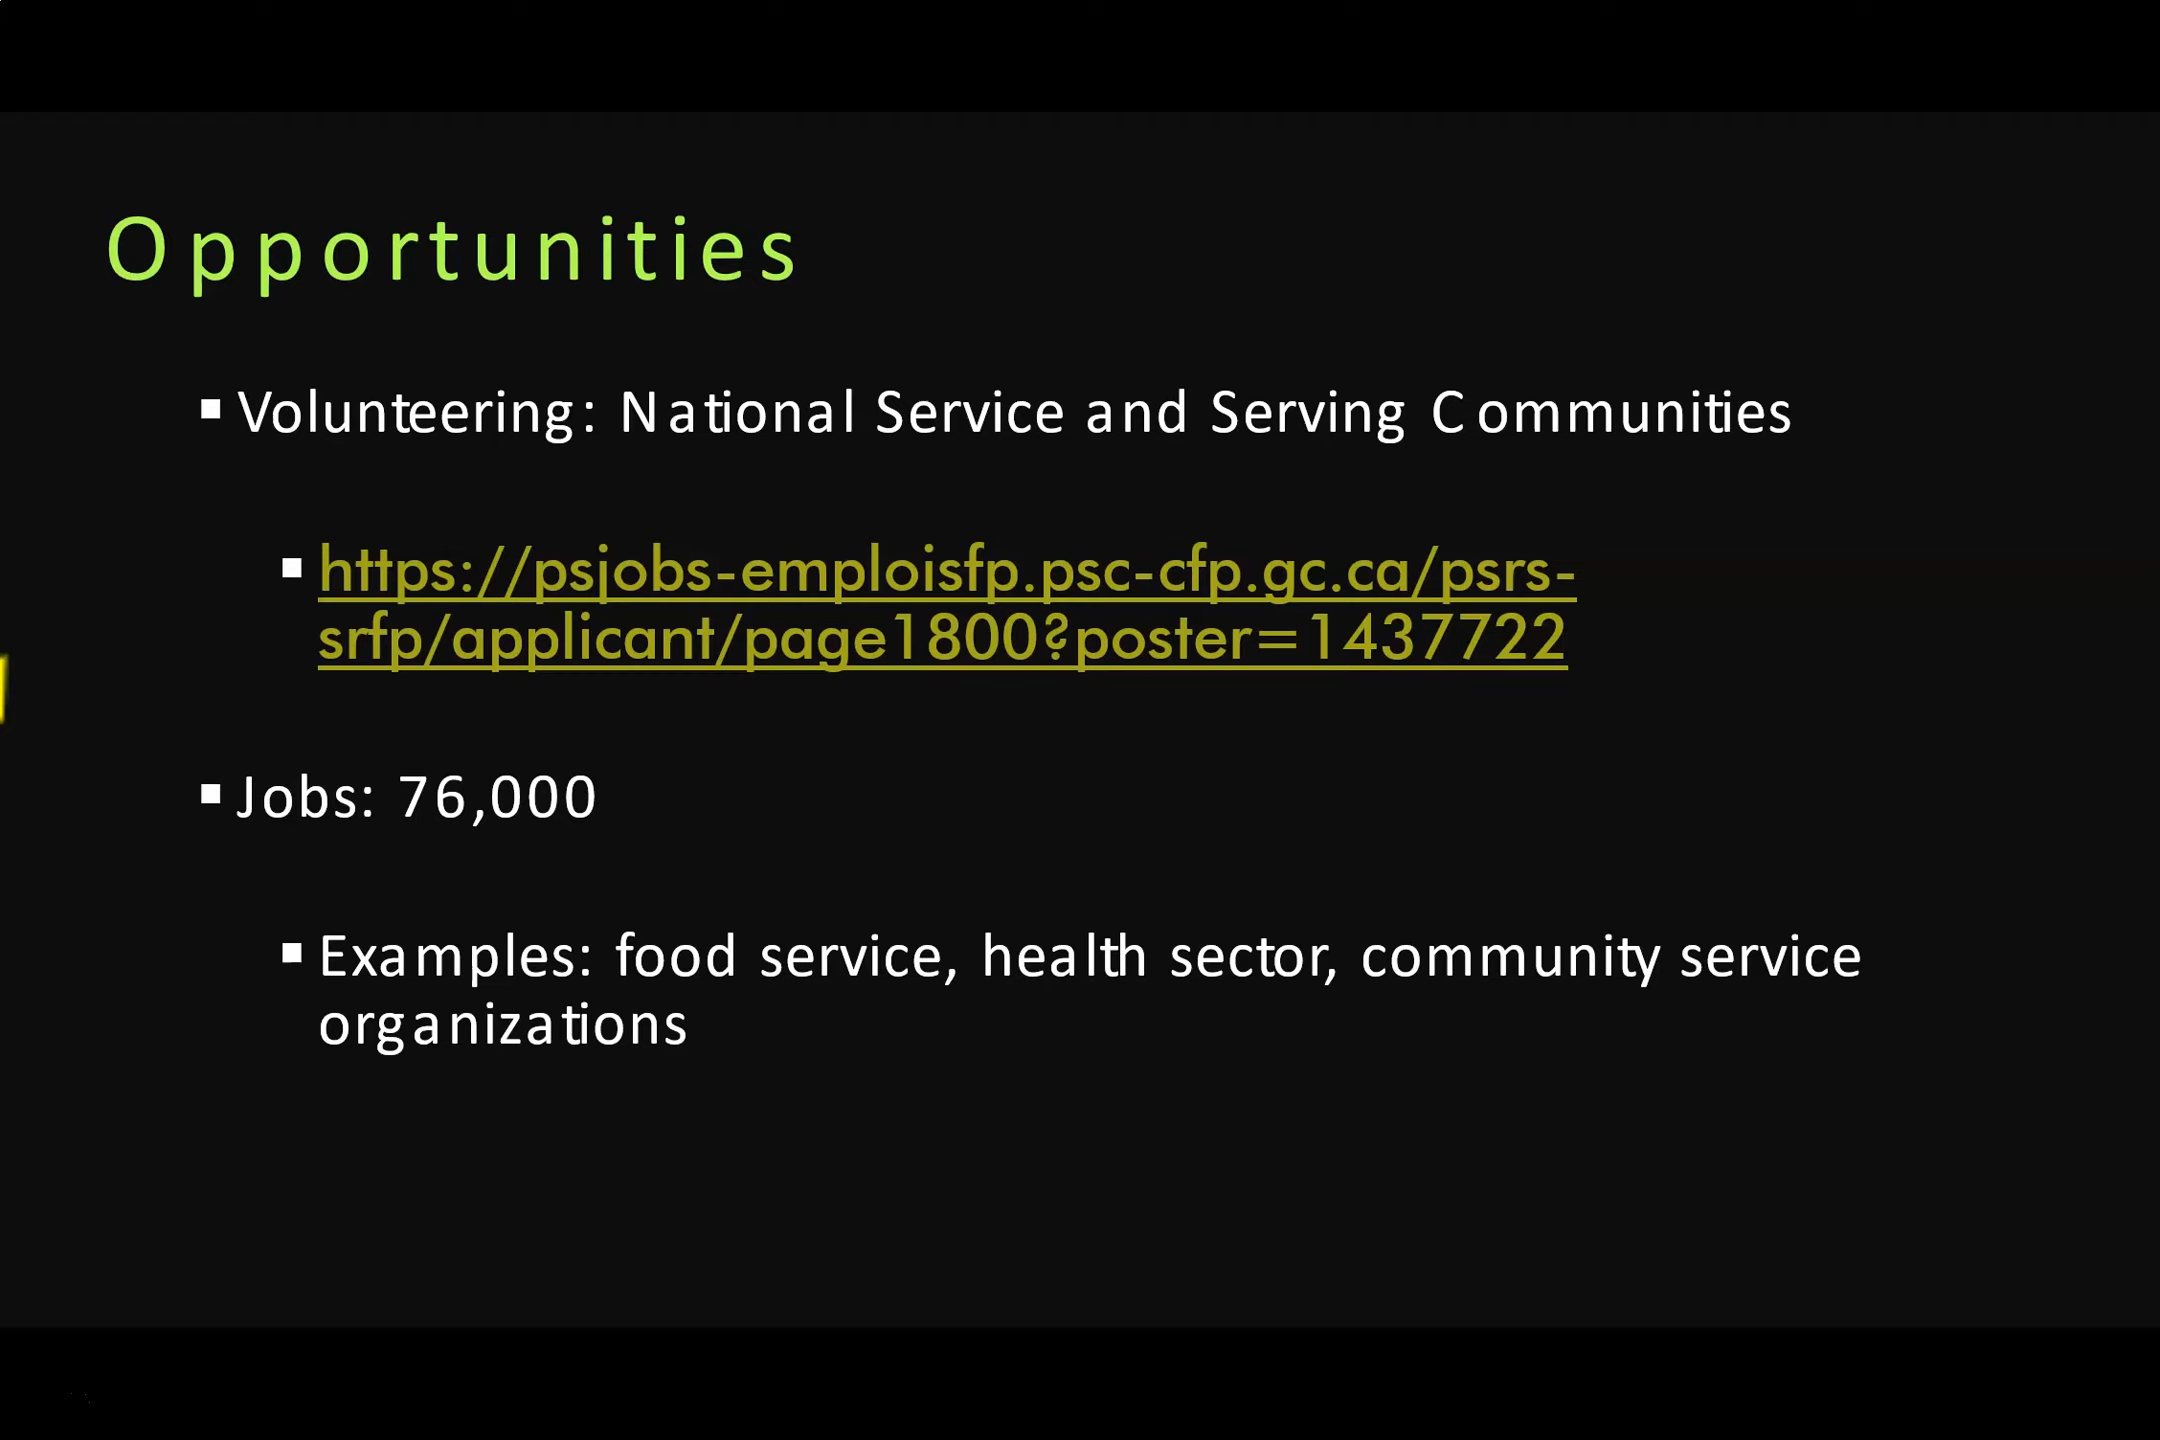 Opportunities
▪ Volunteering: National Service and Serving Communities
▪ https://psjobs-emploisfp.psc-cfp.gc.ca/psrs-
srfp/applicant/page1800?poster=1437722
▪ Jobs: 76,000
▪ Examples: food service, health sector, community service
organizations